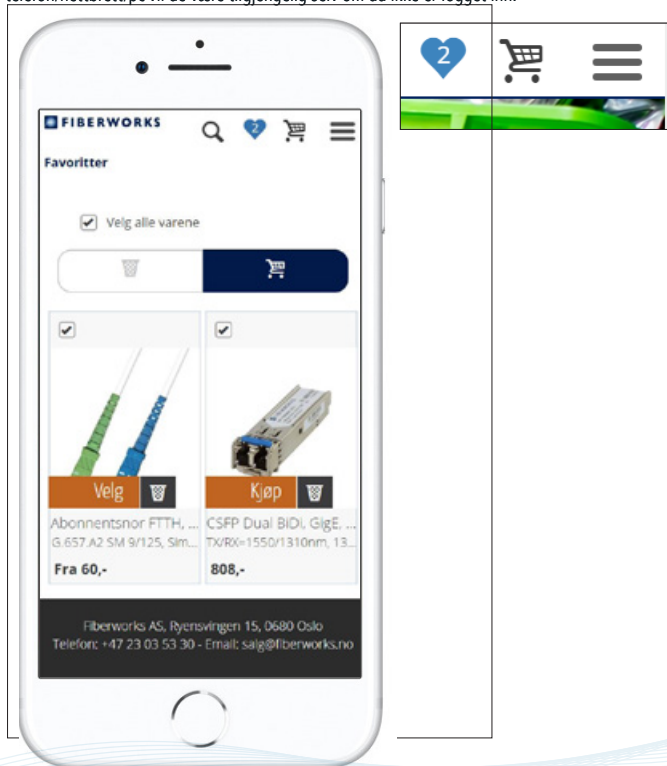 2
FIBERWORKS
2
Favoritter
Velg alle varene
Velg
Kjøp
Abonnentsnor FTTH, ...
CSFP Dual BiDi, GigE, ...
G.657.A2 SM 9/125, Sim...
TX/RX=1550/1310nm, 13...
Fra 60,-
808,-
Fiberworks AS, Ryensvingen 15, 0680 Oslo
Telefon: +47 23 03 53 30 - Email: salg@fiberworks.no